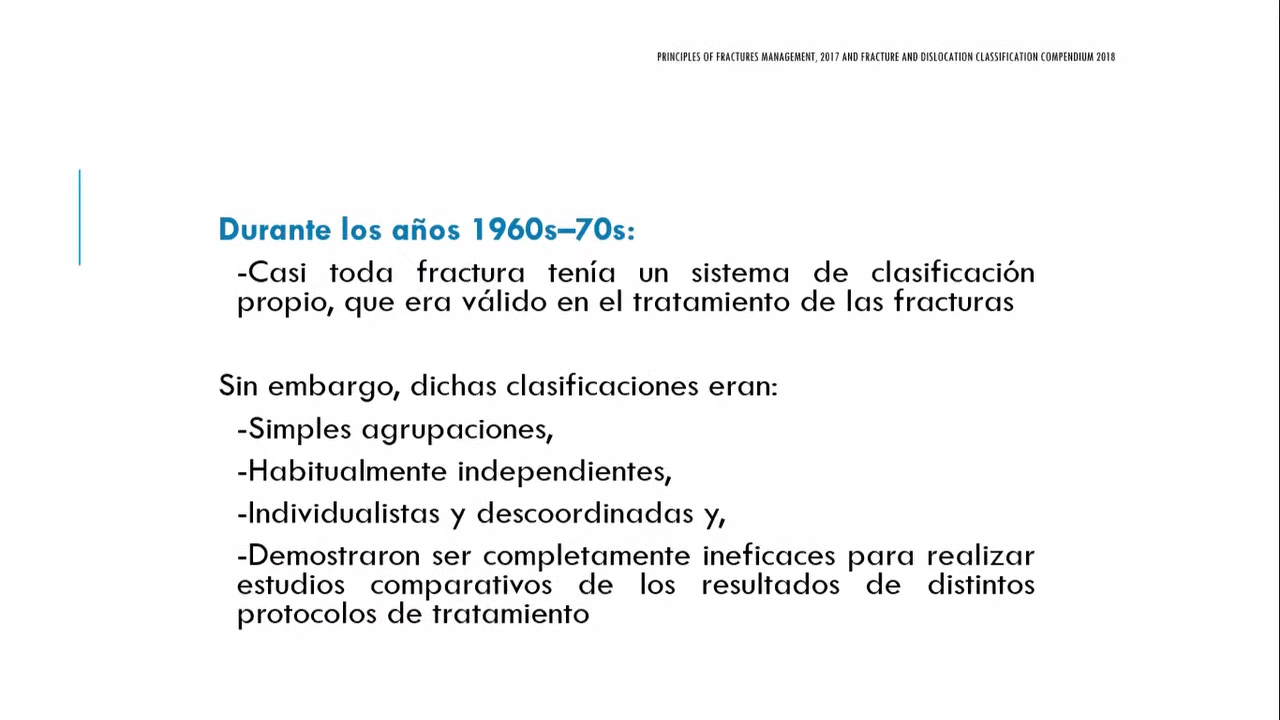 PRINCIPLES OF FRACTURES MANAGEMENT, 2017 AND FRACTURE AND DISLOCATION CLASSIFICATION COMPENDIUM 2018
Durante los años 1960s–70s:
-Casi toda fractura tenía un sistema de clasificación
propio, que era válido en el tratamiento de las fracturas
Sin embargo, dichas clasificaciones eran:
-Simples agrupaciones,
-Habitualmente independientes,
-Individualistas y descoordinadas y,
-Demostraron ser completamente ineficaces para realizar
estudios comparativos de los resultados de distintos
protocolos de tratamiento